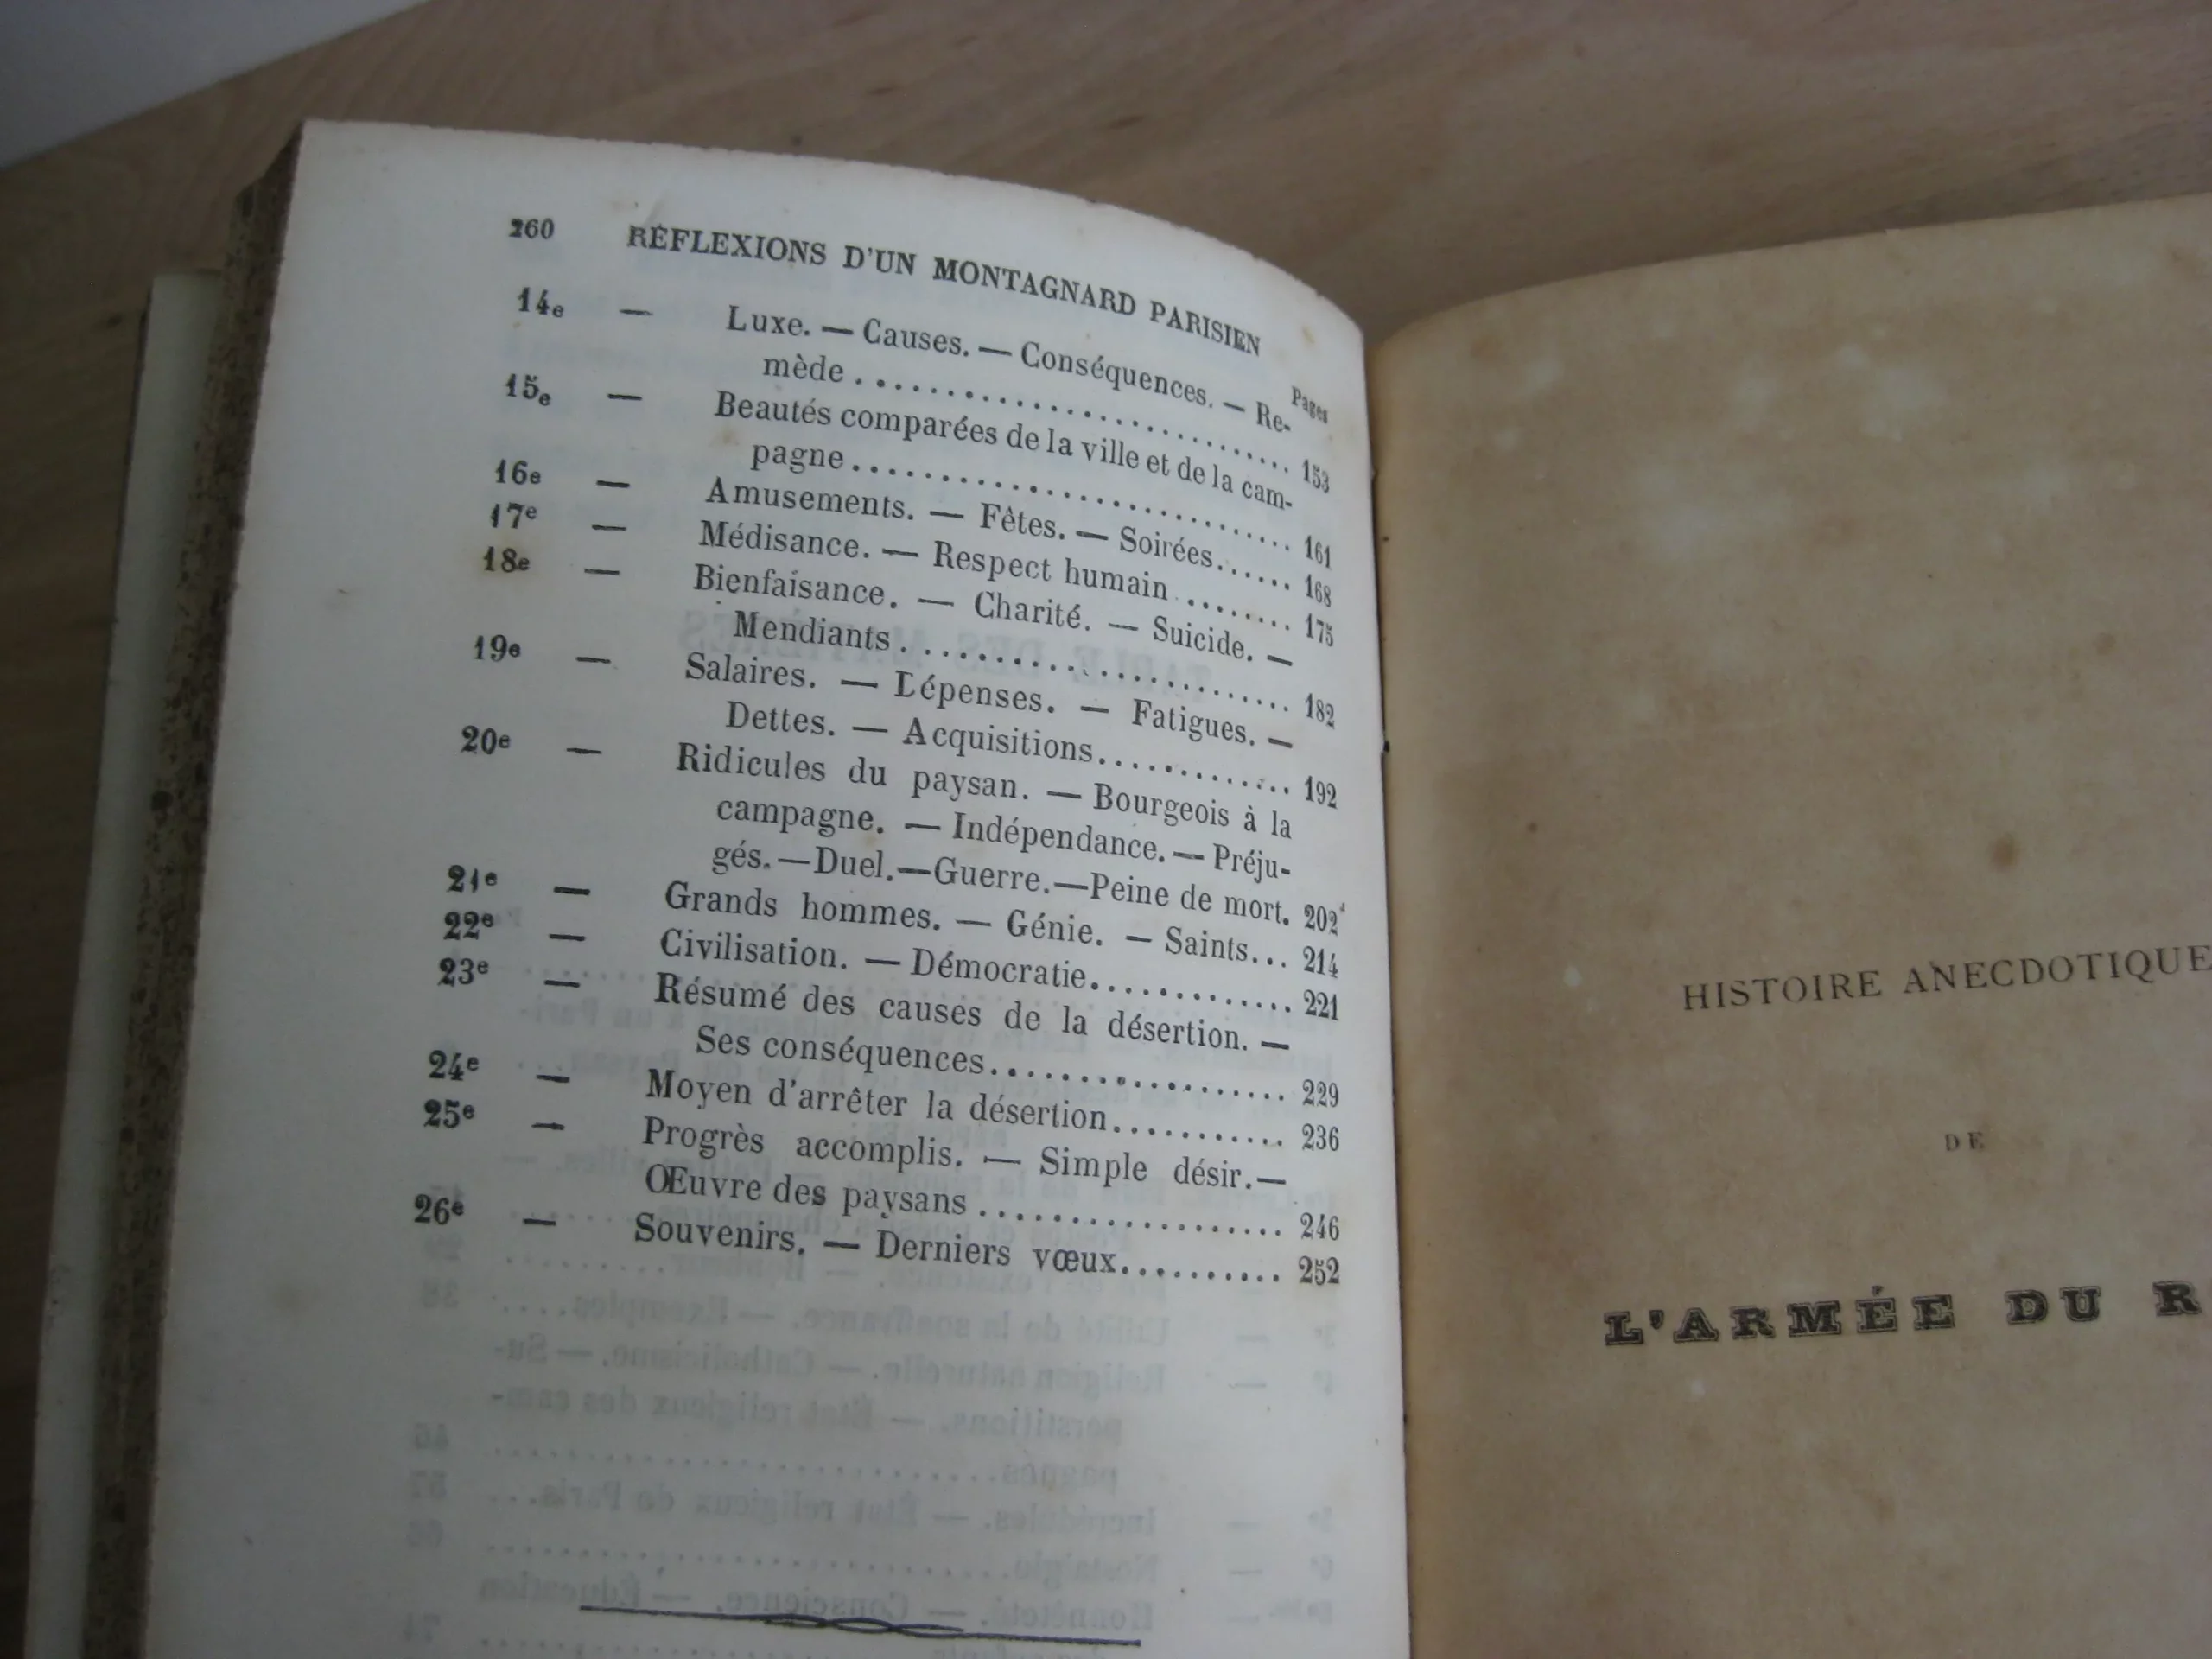 260 RÉFLEXIONS D'UN MONTAGNARD PARISIEN
Pages
14e — Luxe. — Causes. — Conséquences. — Re-
mède ........ 153
15e — Beautés comparées de la ville et de la cam-
pagne ........ 161
16e — Amusements. — Fêtes. — Soirées...... 168
17e — Médisance. — Respect humain ........ 175
18e — Bienfaisance. — Charité. — Suicide. —
Mendiants ........ 182
19e — Salaires. — Dépenses. — Fatigues. —
Dettes. — Acquisitions........ 192
20e — Ridicules du paysan. — Bourgeois à la
campagne. — Indépendance. — Préju-
gés. — Duel. — Guerre. — Peine de mort. 202
21e — Grands hommes. — Génie. — Saints... 214
22e — Civilisation. — Démocratie........ 221
23e — Résumé des causes de la désertion. —
Ses conséquences........ 229
24e — Moyen d'arrêter la désertion........ 236
25e — Progrès accomplis. — Simple désir. —
Œuvre des paysans ........ 246
26e — Souvenirs. — Derniers vœux........ 252
HISTOIRE ANECDOTIQUE
DE
L'ARMÉE DU R